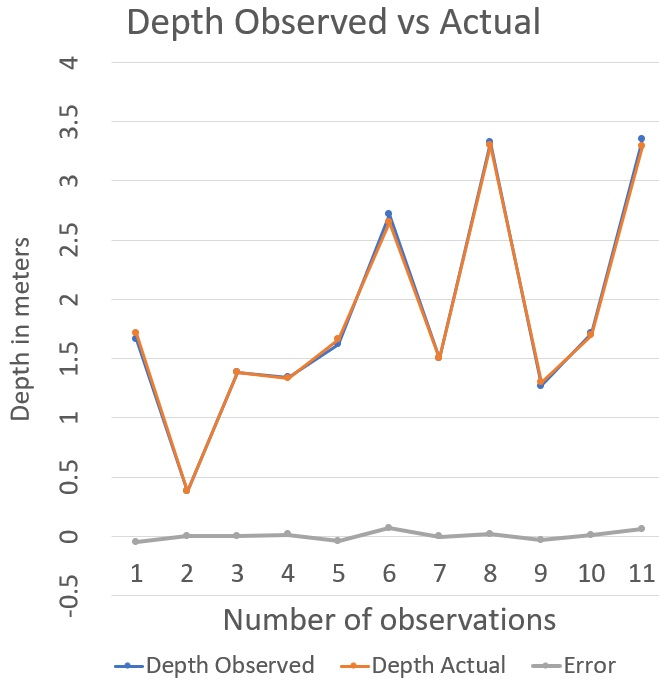 Depth Observed vs Actual
4
3.5
3
2.5
2
1.5
1
0.5
0
-0.5
Depth in meters
1 2 3 4 5 6 7 8 9 10 11
Number of observations
Depth Observed Depth Actual Error